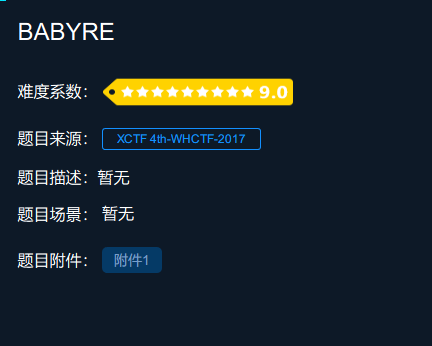 BABYRE
难度系数： 9.0
题目来源： XCTF 4th-WHCTF-2017
题目描述：暂无
题目场景： 暂无
题目附件： 附件1